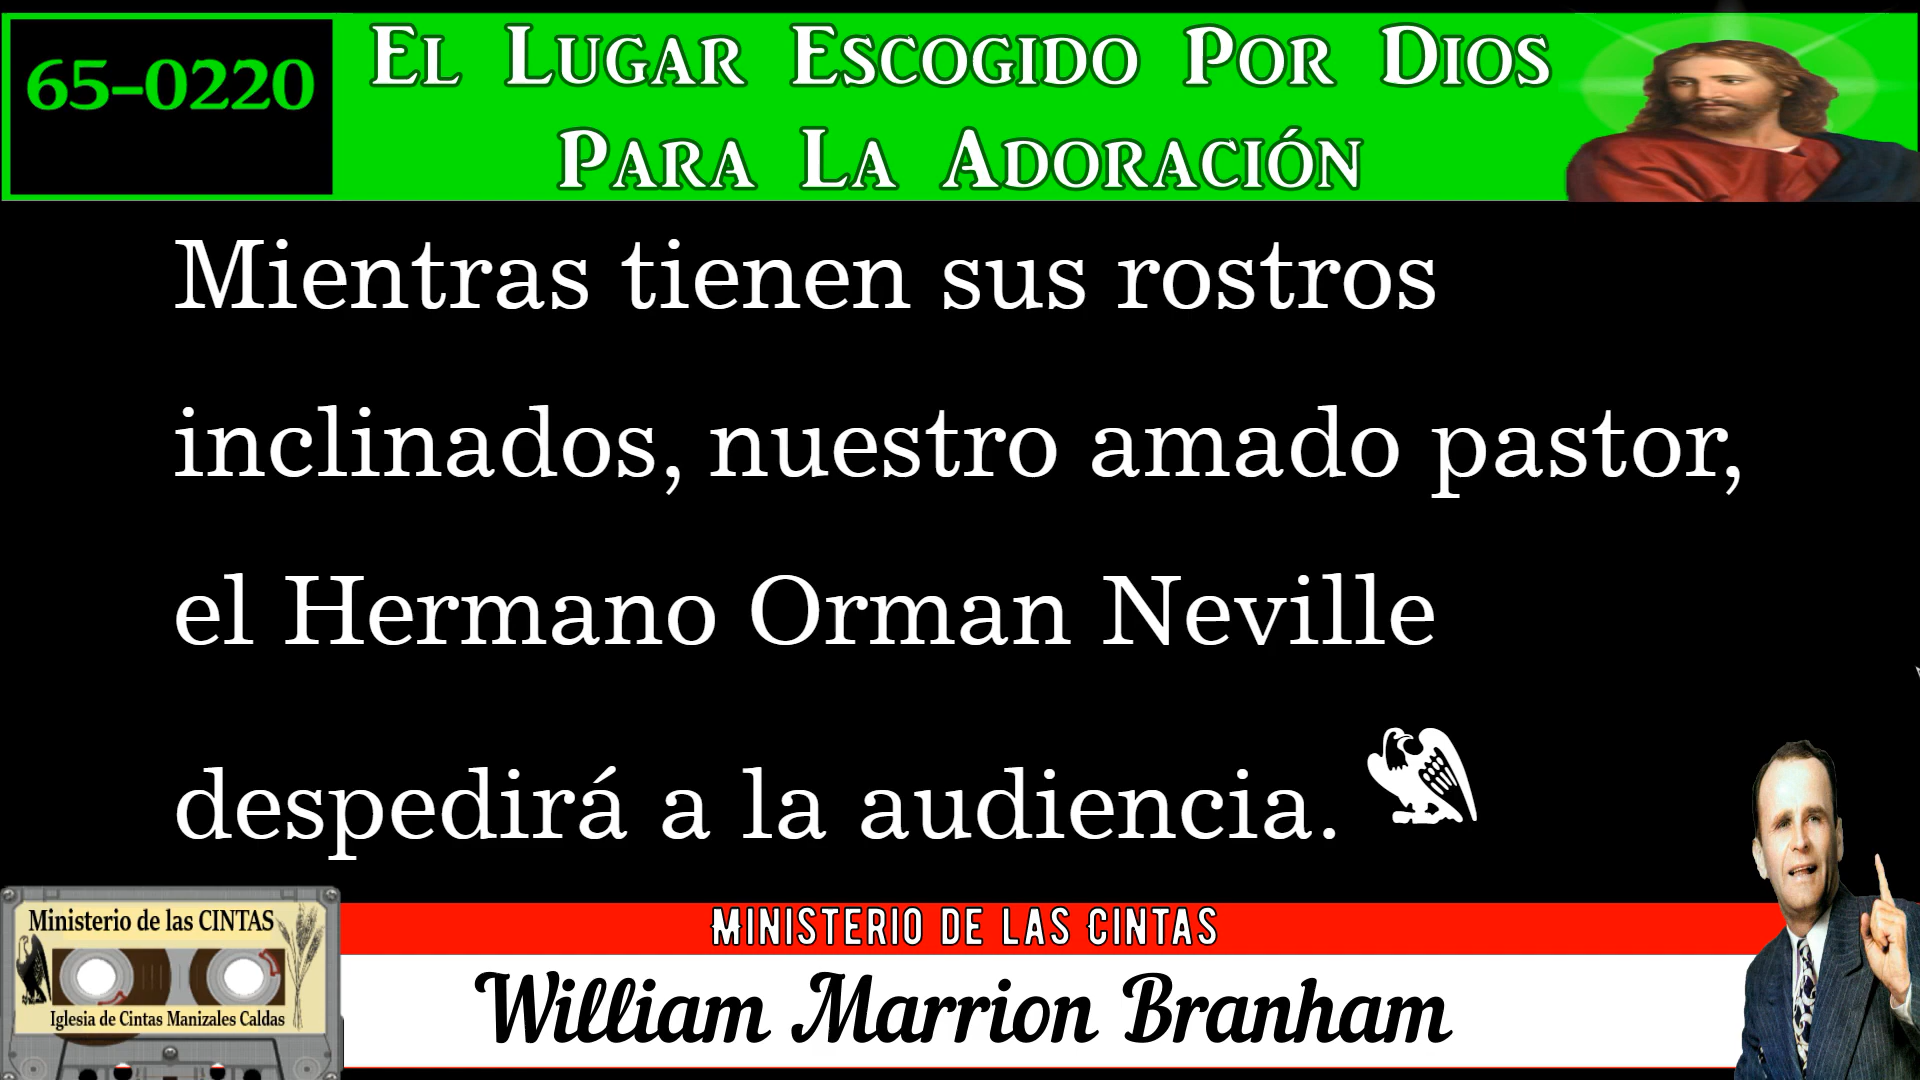 65-0220
El Lugar Escogido Por Dios
Para La Adoración
Mientras tienen sus rostros
inclinados, nuestro amado pastor,
el Hermano Orman Neville
despedirá a la audiencia.
Ministerio de las CINTAS
Iglesia de Cintas Manizales Caldas
MINISTERIO DE LAS CINTAS
William Marrion Branham